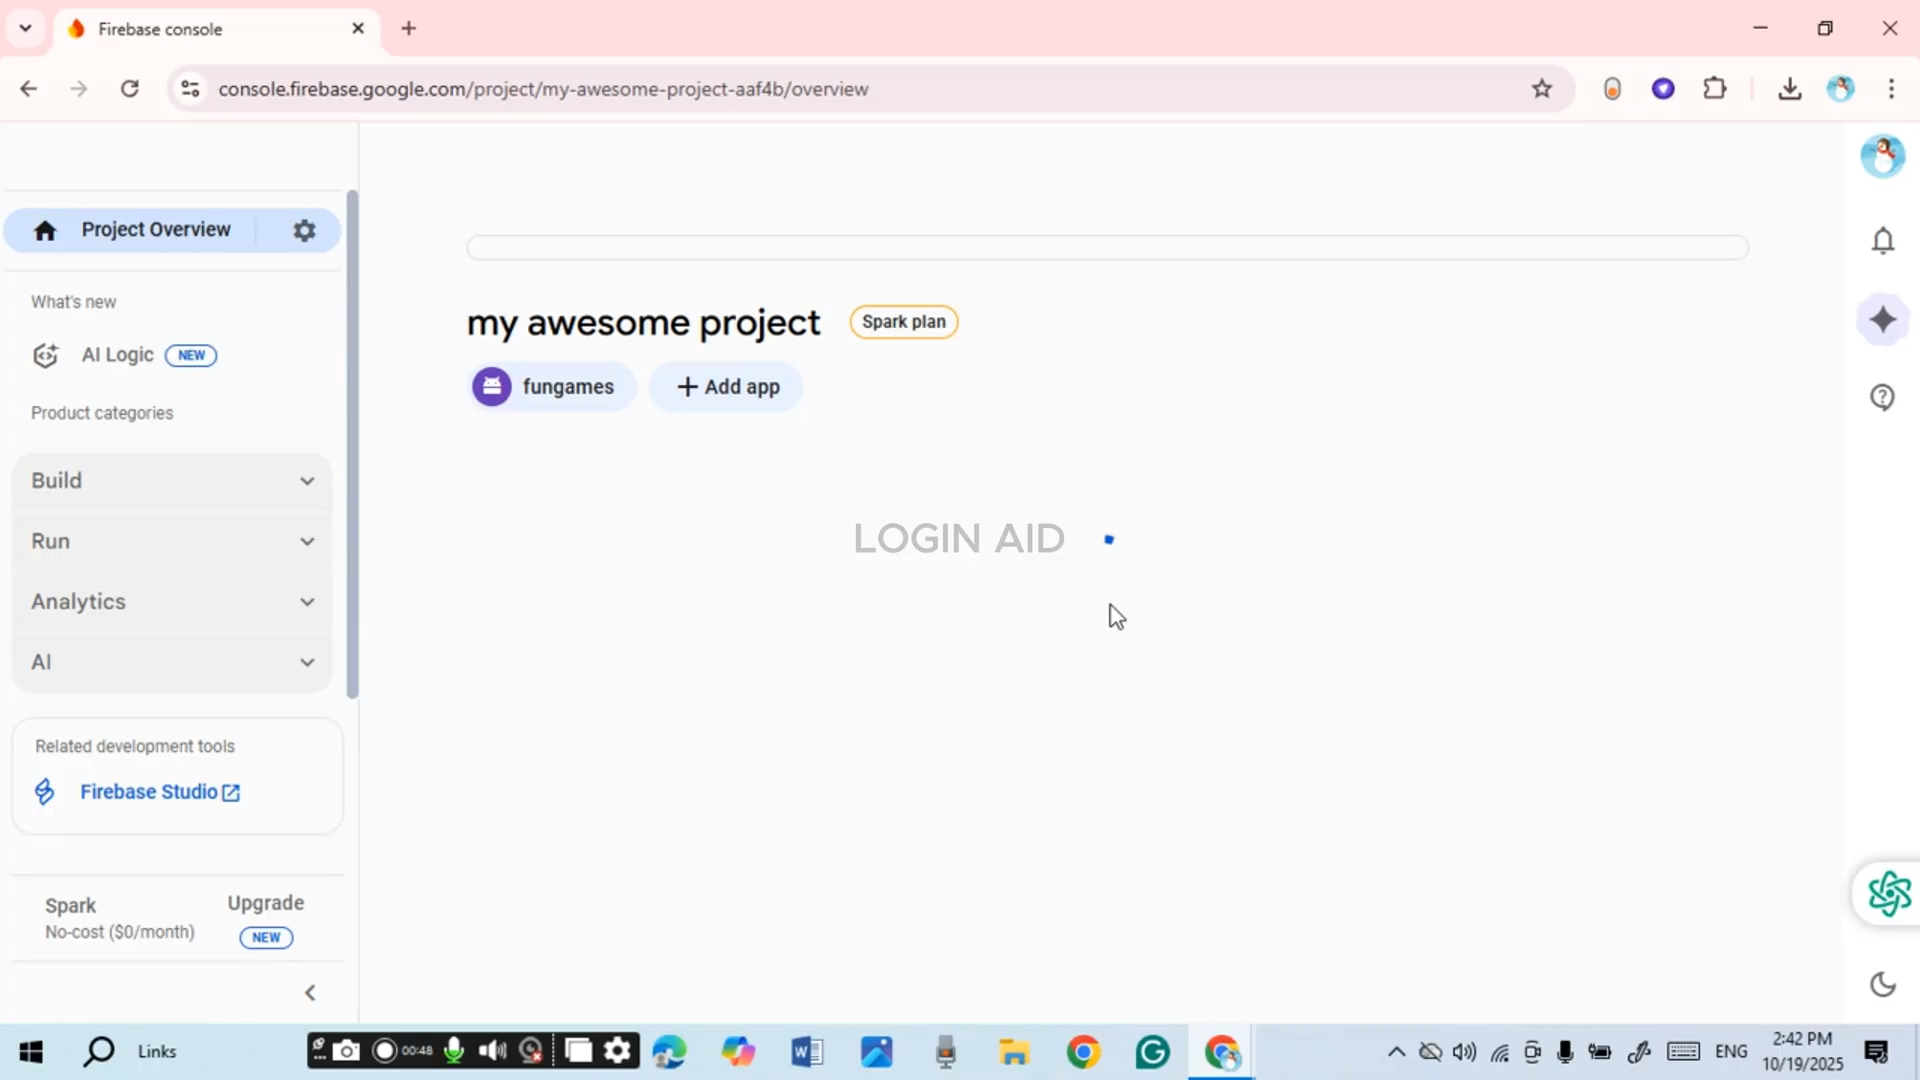 Firebase console
console.firebase.google.com/project/my-awesome-project-aaf4b/overview
Project Overview
What's new
AI Logic NEW
Product categories
Build
Run
Analytics
AI
Related development tools
Firebase Studio
Spark
No-cost ($0/month)
Upgrade
NEW
my awesome project
Spark plan
fungames
+ Add app
LOGIN AID
Links
00:48
ENG
2:42 PM
10/19/2025